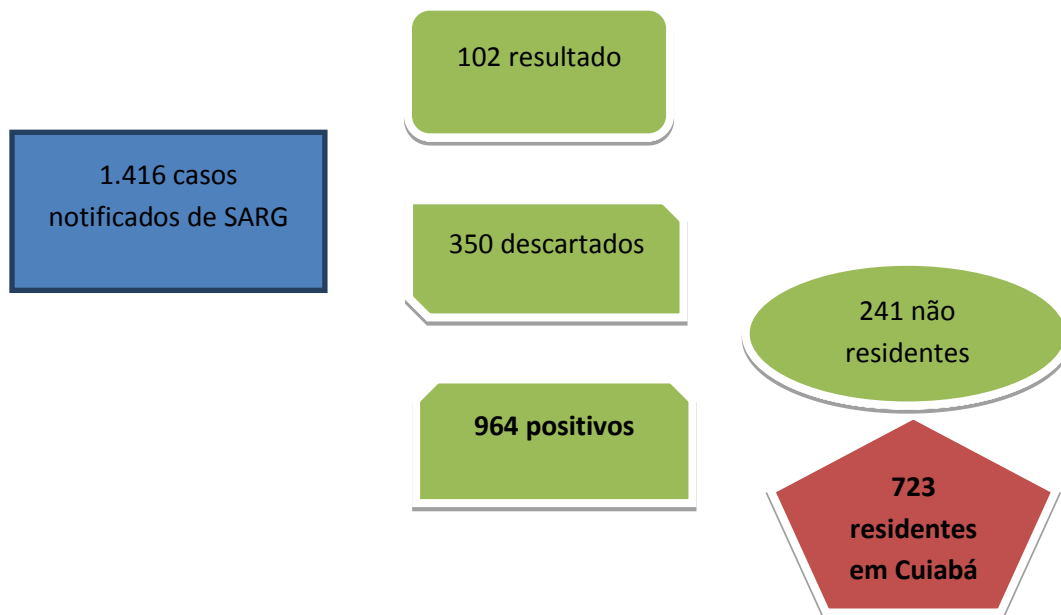 102 resultado
1.416 casos
notificados de SARG
350 descartados
241 não
residentes
964 positivos
723
residentes
em Cuiabá